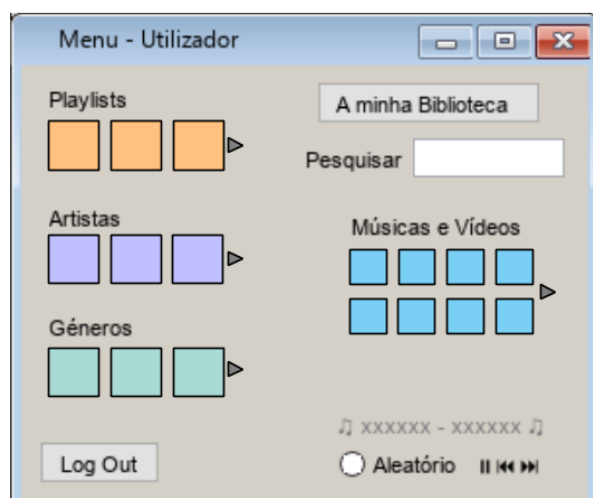 Menu - Utilizador
Playlists
A minha Biblioteca
Pesquisar
Artistas
Músicas e Vídeos
Géneros
♫ xxxxxx - xxxxxx ♫
Log Out
Aleatório